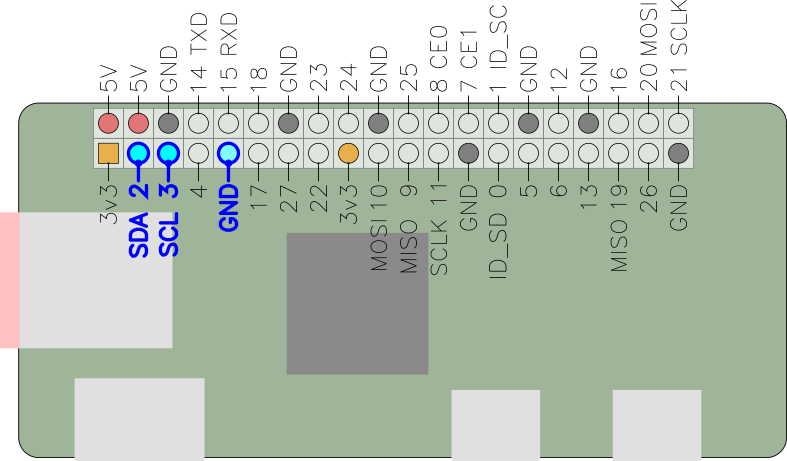 5V
5V
GND
14 TXD
15 RXD
18
GND
23
24
GND
25
8 CE0
7 CE1
1 ID_SC
GND
12
GND
16
20 MOSI
21 SCLK
3v3
SDA 2
SCL 3
4
GND
17
27
22
3v3
MOSI 10
MISO 9
SCLK 11
GND
ID_SD 0
5
6
13
MISO 19
26
GND